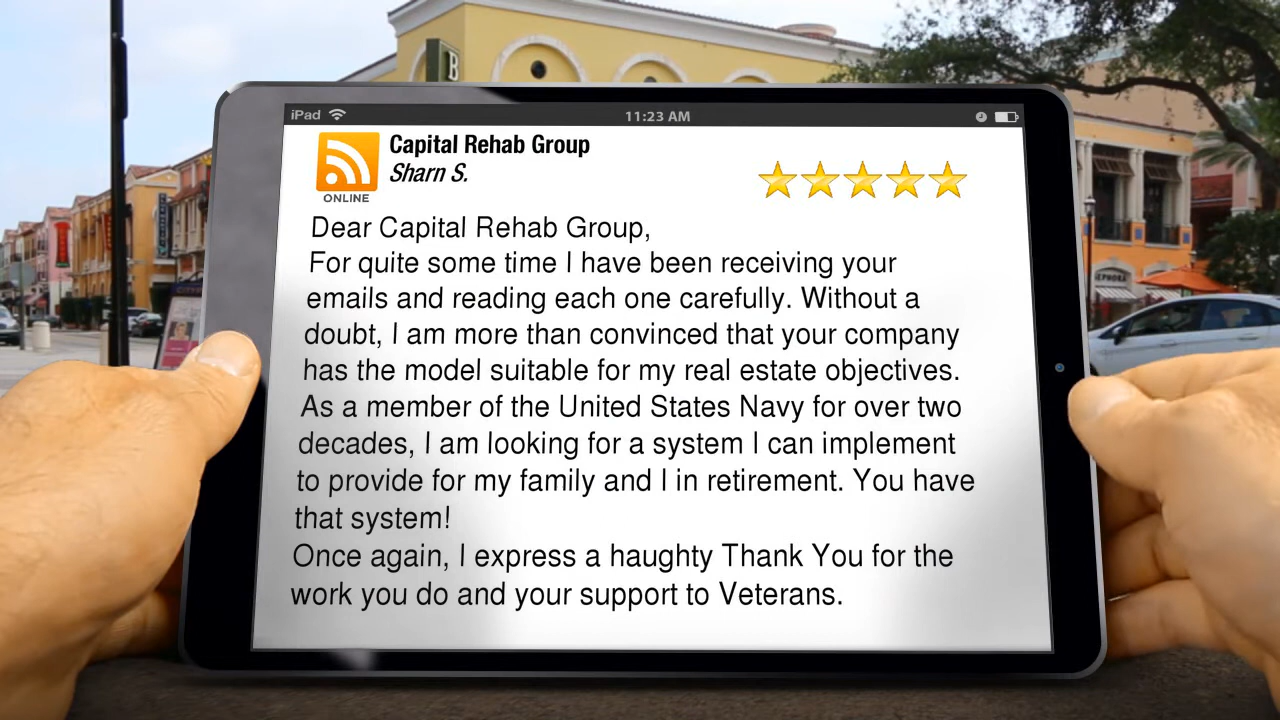 B
iPad
11:23 AM
Capital Rehab Group
Sharn S.
ONLINE
Dear Capital Rehab Group,
For quite some time I have been receiving your
emails and reading each one carefully. Without a
doubt, I am more than convinced that your company
has the model suitable for my real estate objectives.
As a member of the United States Navy for over two
decades, I am looking for a system I can implement
to provide for my family and I in retirement. You have
that system!
Once again, I express a haughty Thank You for the
work you do and your support to Veterans.
SEPHORA